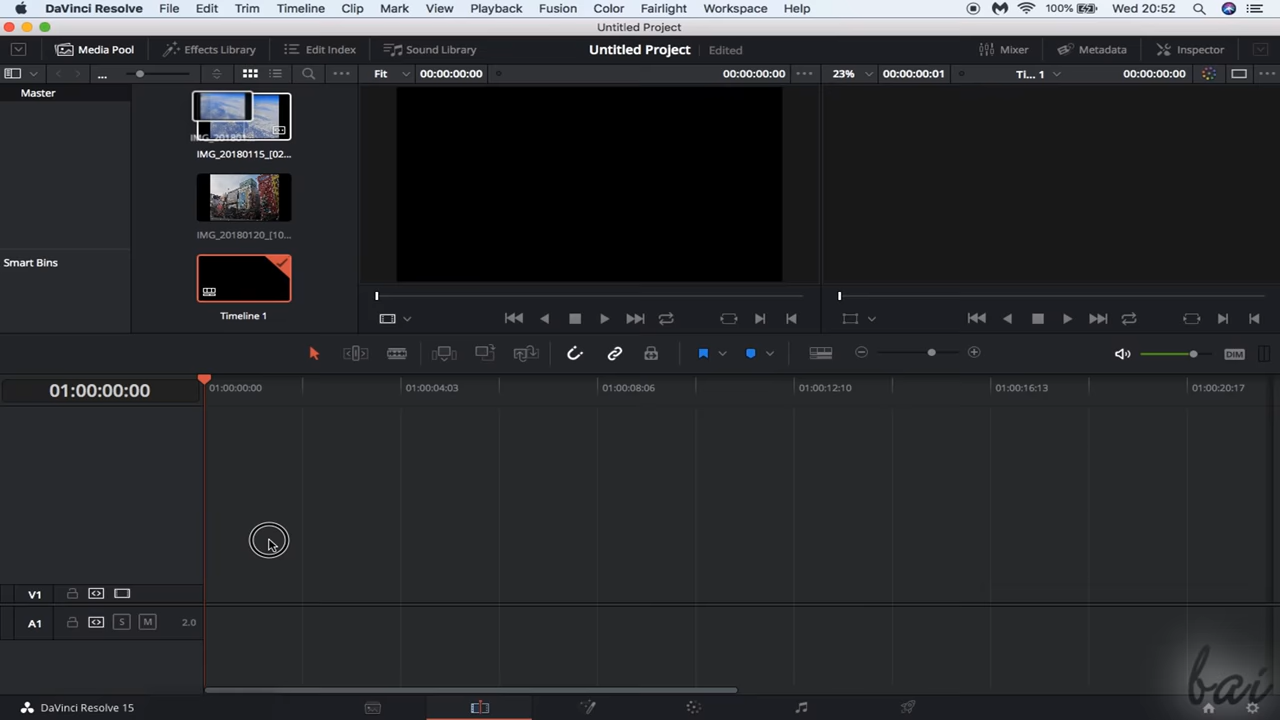 DaVinci Resolve File Edit Trim Timeline Clip Mark View Playback Fusion Color Fairlight Workspace Help 100% Wed 20:52
Untitled Project
Media Pool Effects Library Edit Index Sound Library Untitled Project Edited Mixer Metadata Inspector
... Fit 00:00:00:00 00:00:00:00 ... 23% 00:00:00:01 Ti... 1 00:00:00:00 ...
Master
IMG_20180115_[02...
IMG_20180120_[10...
Smart Bins
Timeline 1
DIM
01:00:00:00 01:00:00:00 01:00:04:03 01:00:08:06 01:00:12:10 01:00:16:13 01:00:20:17
V1
A1 S M 2.0
bai
DaVinci Resolve 15